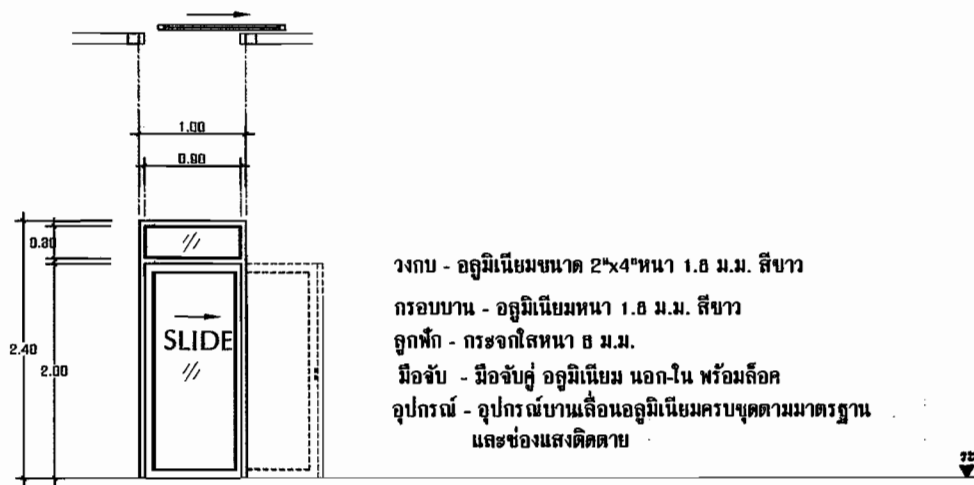 1.00
0.90
0.30
2.40
2.00
SLIDE
วงกบ - อลูมิเนียมขนาด 2"x4"หนา 1.8 ม.ม. สีขาว
กรอบบาน - อลูมิเนียมหนา 1.8 ม.ม. สีขาว
ลูกฟัก - กระจกใสหนา 8 ม.ม.
มือจับ - มือจับคู่ อลูมิเนียม นอก-ใน พร้อมล็อค
อุปกรณ์ - อุปกรณ์บานเลื่อนอลูมิเนียมครบชุดตามมาตรฐาน
และช่องแสงติดตาย